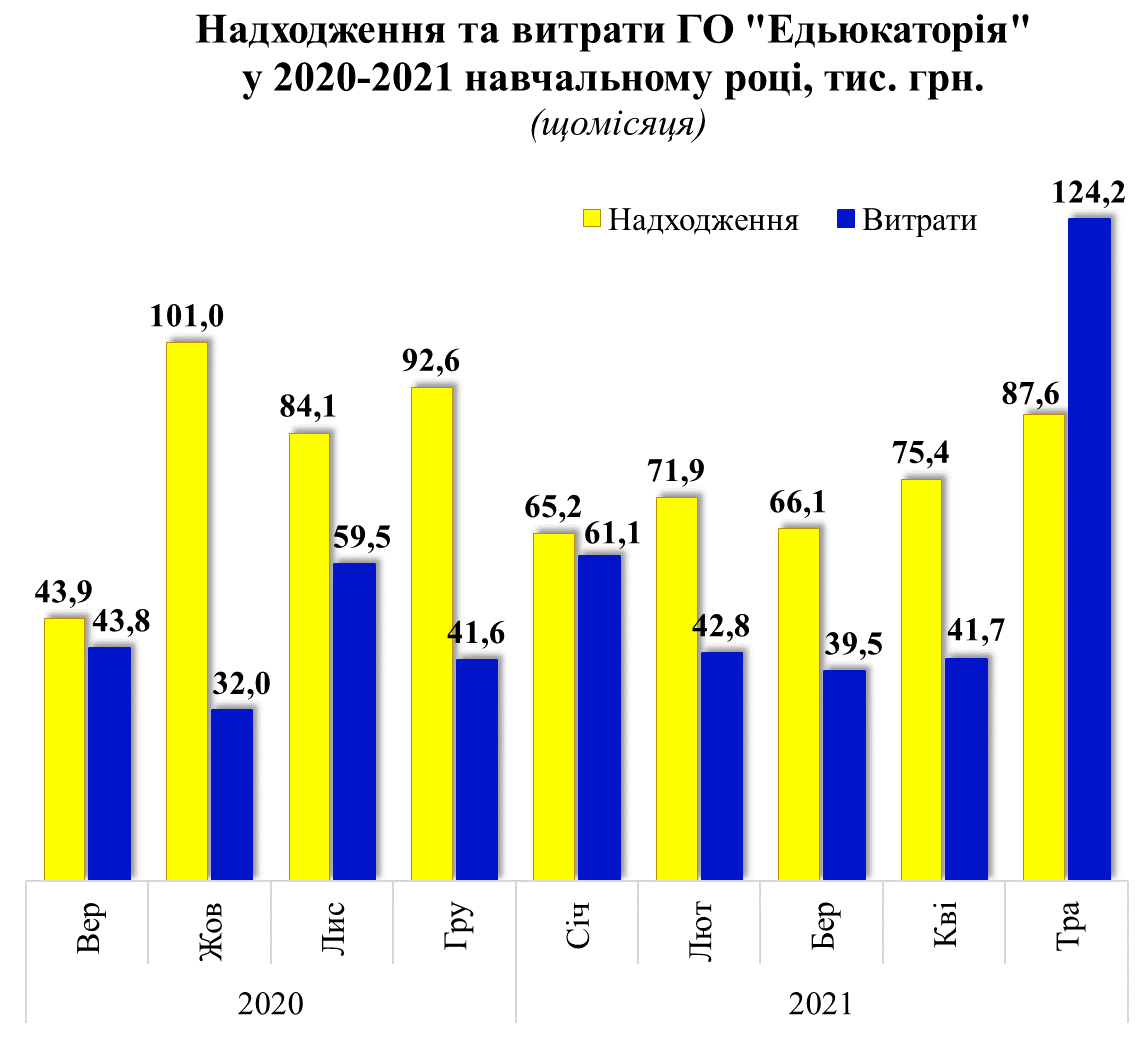 Надходження та витрати ГО "Едьюкаторія"
у 2020-2021 навчальному році, тис. грн.
(щомісяця)
Надходження Витрати
43,9 43,8
101,0 32,0
84,1 59,5
92,6 41,6
65,2 61,1
71,9 42,8
66,1 39,5
75,4 41,7
87,6 124,2
Вер Жов Лис Гру Січ Лют Бер Кві Тра
2020 2021